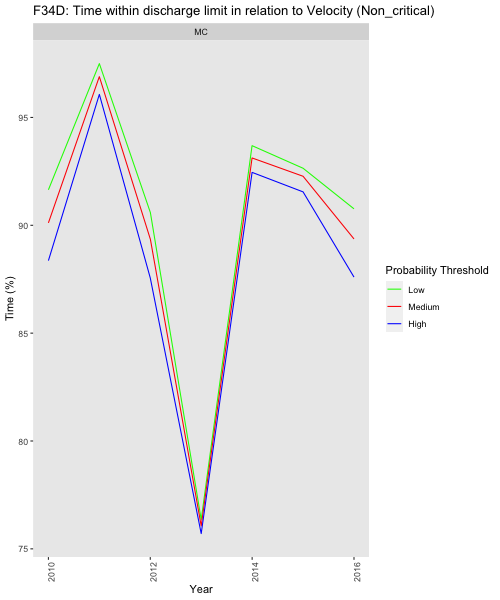 F34D: Time within discharge limit in relation to Velocity (Non_critical)
MC
95
90
85
80
75
Time (%)
2010
2012
2014
2016
Year
Probability Threshold
Low
Medium
High